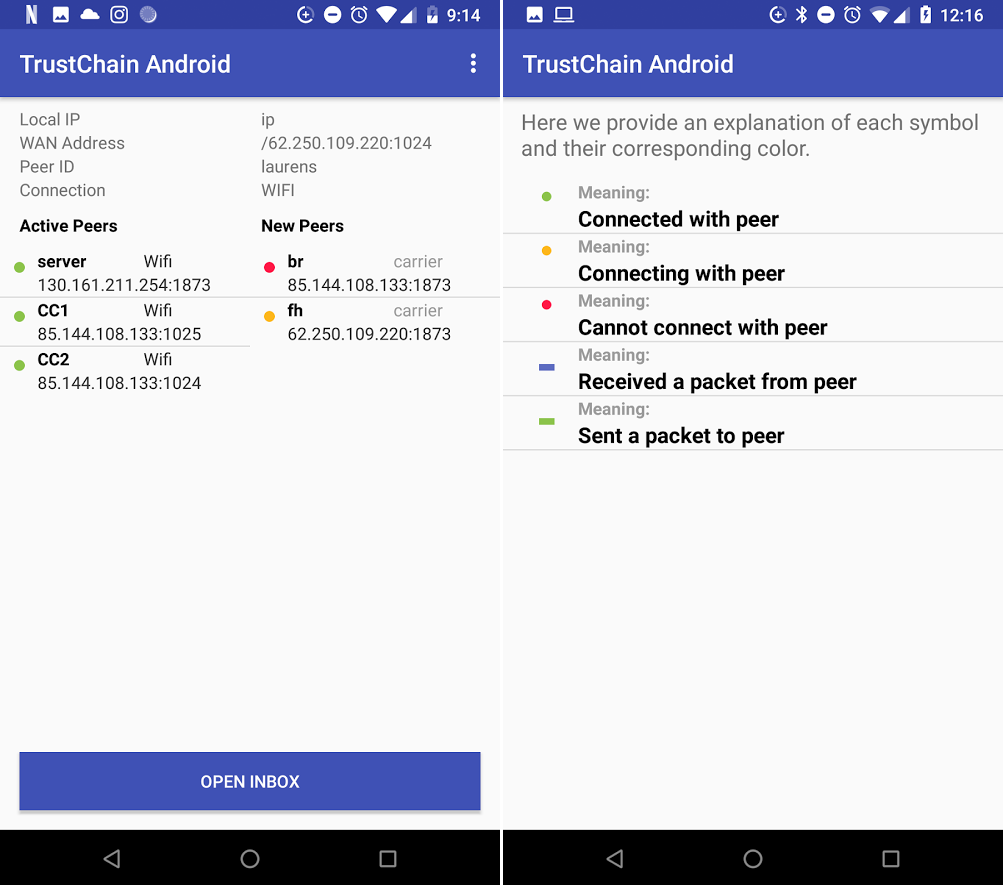 9:14
TrustChain Android
Local IP ip
WAN Address /62.250.109.220:1024
Peer ID laurens
Connection WIFI
Active Peers New Peers
server Wifi
130.161.211.254:1873
CC1 Wifi
85.144.108.133:1025
CC2 Wifi
85.144.108.133:1024
br carrier
85.144.108.133:1873
fh carrier
62.250.109.220:1873
OPEN INBOX
12:16
TrustChain Android
Here we provide an explanation of each symbol
and their corresponding color.
Meaning:
Connected with peer
Meaning:
Connecting with peer
Meaning:
Cannot connect with peer
Meaning:
Received a packet from peer
Meaning:
Sent a packet to peer